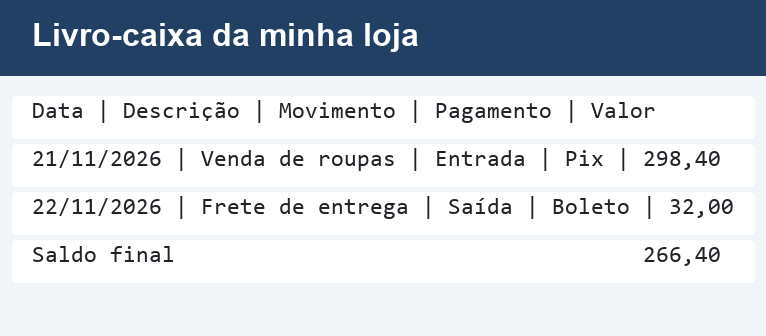 Livro-caixa da minha loja
Data | Descrição | Movimento | Pagamento | Valor
21/11/2026 | Venda de roupas | Entrada | Pix | 298,40
22/11/2026 | Frete de entrega | Saída | Boleto | 32,00
Saldo final 266,40